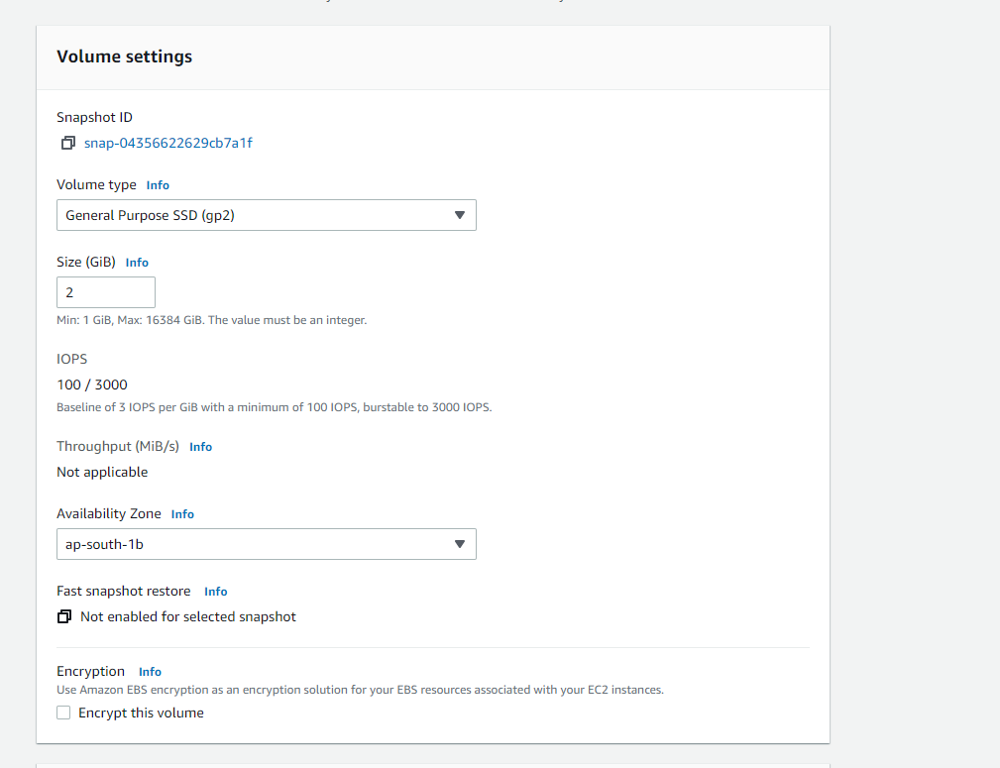 Volume settings
Snapshot ID
snap-04356622629cb7a1f
Volume type Info
General Purpose SSD (gp2)
Size (GiB) Info
2
Min: 1 GiB, Max: 16384 GiB. The value must be an integer.
IOPS
100 / 3000
Baseline of 3 IOPS per GiB with a minimum of 100 IOPS, burstable to 3000 IOPS.
Throughput (MiB/s) Info
Not applicable
Availability Zone Info
ap-south-1b
Fast snapshot restore Info
Not enabled for selected snapshot
Encryption Info
Use Amazon EBS encryption as an encryption solution for your EBS resources associated with your EC2 instances.
Encrypt this volume